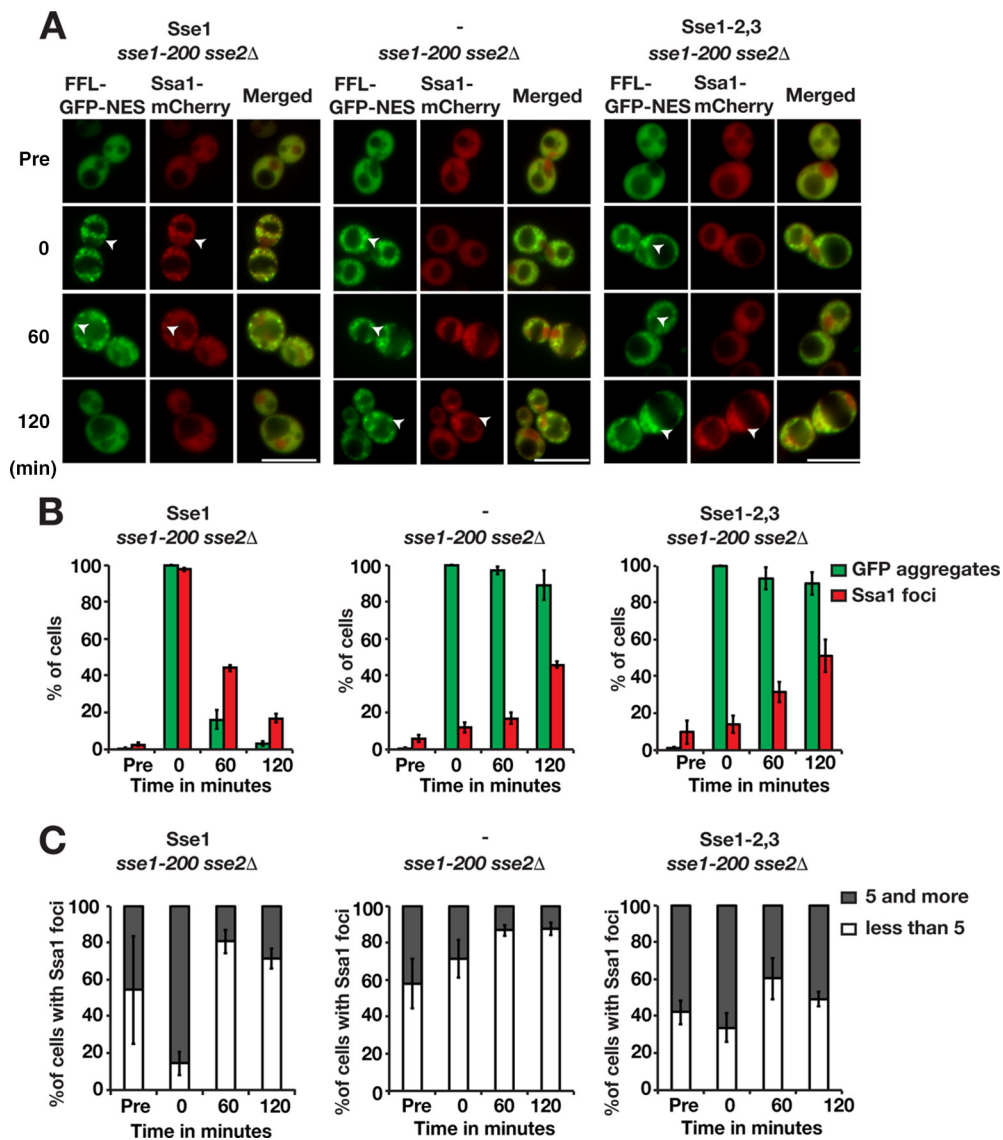 A
Sse1
sse1-200 sse2Δ
-
sse1-200 sse2Δ
Sse1-2,3
sse1-200 sse2Δ
FFL-
GFP-NES
Ssa1-
mCherry
Merged
FFL-
GFP-NES
Ssa1-
mCherry
Merged
FFL-
GFP-NES
Ssa1-
mCherry
Merged
Pre
0
60
120
(min)
B
Sse1
sse1-200 sse2Δ
% of cells
100
80
60
40
20
0
Pre 0 60 120
Time in minutes
-
sse1-200 sse2Δ
% of cells
100
80
60
40
20
0
Pre 0 60 120
Time in minutes
Sse1-2,3
sse1-200 sse2Δ
% of cells
100
80
60
40
20
0
Pre 0 60 120
Time in minutes
GFP aggregates
Ssa1 foci
C
Sse1
sse1-200 sse2Δ
%of cells with Ssa1 foci
100
80
60
40
20
0
Pre 0 60 120
Time in minutes
-
sse1-200 sse2Δ
%of cells with Ssa1 foci
100
80
60
40
20
0
Pre 0 60 120
Time in minutes
Sse1-2,3
sse1-200 sse2Δ
%of cells with Ssa1 foci
100
80
60
40
20
0
Pre 0 60 120
Time in minutes
5 and more
less than 5